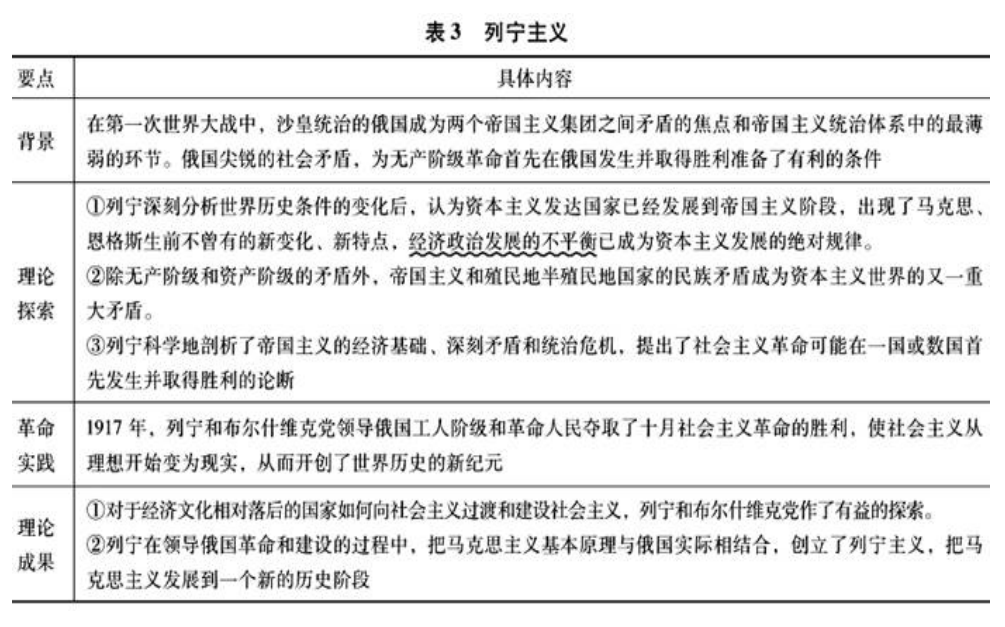 表 3 列宁主义
要点 具体内容
背景
在第一次世界大战中，沙皇统治的俄国成为两个帝国主义集团之间矛盾的焦点和帝国主义统治体系中的最薄
弱的环节。俄国尖锐的社会矛盾，为无产阶级革命首先在俄国发生并取得胜利准备了有利的条件
理论
探索
①列宁深刻分析世界历史条件的变化后，认为资本主义发达国家已经发展到帝国主义阶段，出现了马克思、
恩格斯生前不曾有的新变化、新特点，经济政治发展的不平衡已成为资本主义发展的绝对规律。
②除无产阶级和资产阶级的矛盾外，帝国主义和殖民地半殖民地国家的民族矛盾成为资本主义世界的又一重
大矛盾。
③列宁科学地剖析了帝国主义的经济基础、深刻矛盾和统治危机，提出了社会主义革命可能在一国或数国首
先发生并取得胜利的论断
革命
实践
1917 年，列宁和布尔什维克党领导俄国工人阶级和革命人民夺取了十月社会主义革命的胜利，使社会主义从
理想开始变为现实，从而开创了世界历史的新纪元
理论
成果
①对于经济文化相对落后的国家如何向社会主义过渡和建设社会主义，列宁和布尔什维克党作了有益的探索。
②列宁在领导俄国革命和建设的过程中，把马克思主义基本原理与俄国实际相结合，创立了列宁主义，把马
克思主义发展到一个新的历史阶段